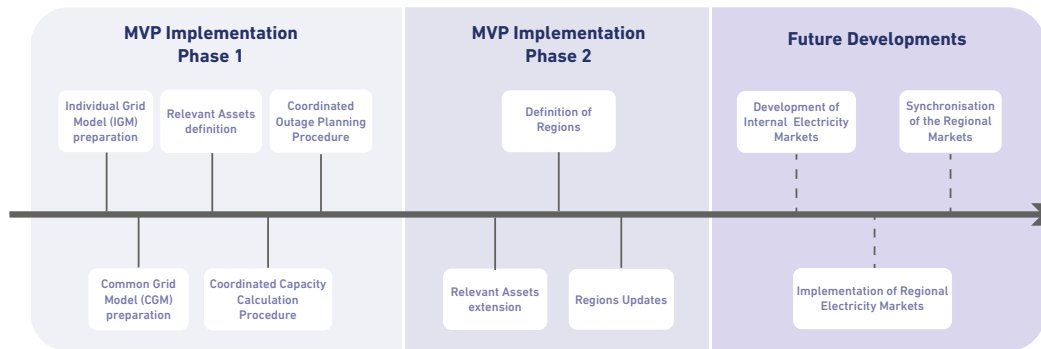 MVP Implementation
Phase 1
Individual Grid
Model (IGM)
preparation
Relevant Assets
definition
Coordinated
Outage Planning
Procedure
Common Grid
Model (CGM)
preparation
Coordinated Capacity
Calculation
Procedure
MVP Implementation
Phase 2
Definition of
Regions
Relevant Assets
extension
Regions Updates
Future Developments
Development of
Internal Electricity
Markets
Synchronisation
of the Regional
Markets
Implementation of Regional
Electricity Markets